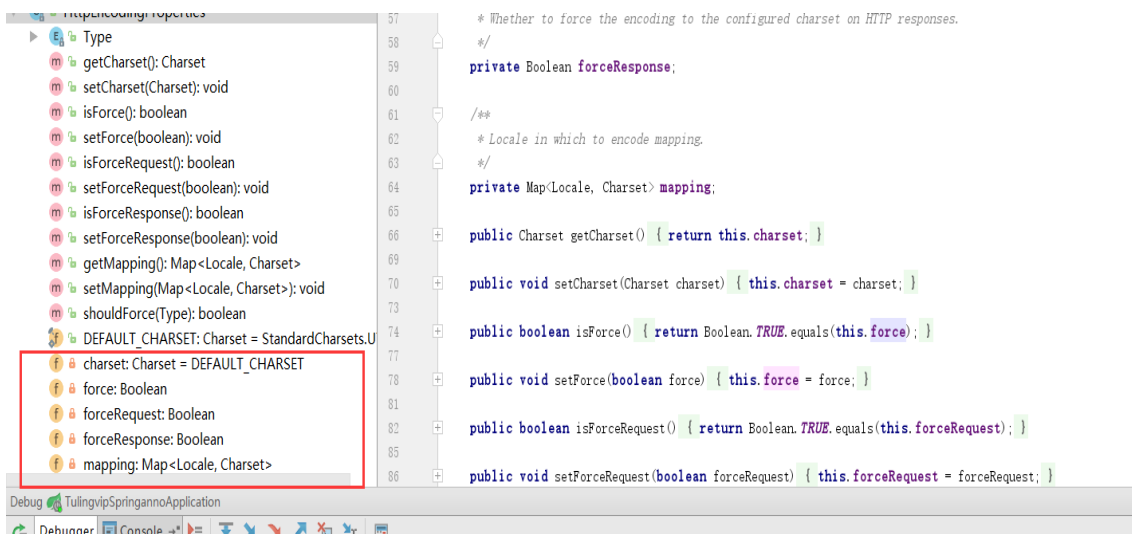 HttpEncodingProperties
Type
getCharset(): Charset
setCharset(Charset): void
isForce(): boolean
setForce(boolean): void
isForceRequest(): boolean
setForceRequest(boolean): void
isForceResponse(): boolean
setForceResponse(boolean): void
getMapping(): Map<Locale, Charset>
setMapping(Map<Locale, Charset>): void
shouldForce(Type): boolean
DEFAULT_CHARSET: Charset = StandardCharsets.U
charset: Charset = DEFAULT_CHARSET
force: Boolean
forceRequest: Boolean
forceResponse: Boolean
mapping: Map<Locale, Charset>
57 * Whether to force the encoding to the configured charset on HTTP responses.
58 */
59 private Boolean forceResponse;
60
61 /**
62 * Locale in which to encode mapping.
63 */
64 private Map<Locale, Charset> mapping;
65
66 public Charset getCharset() { return this.charset; }
69
70 public void setCharset(Charset charset) { this.charset = charset; }
73
74 public boolean isForce() { return Boolean.TRUE.equals(this.force); }
77
78 public void setForce(boolean force) { this.force = force; }
81
82 public boolean isForceRequest() { return Boolean.TRUE.equals(this.forceRequest); }
85
86 public void setForceRequest(boolean forceRequest) { this.forceRequest = forceRequest; }
Debug TulingvipSpringannoApplication
Debugger Console